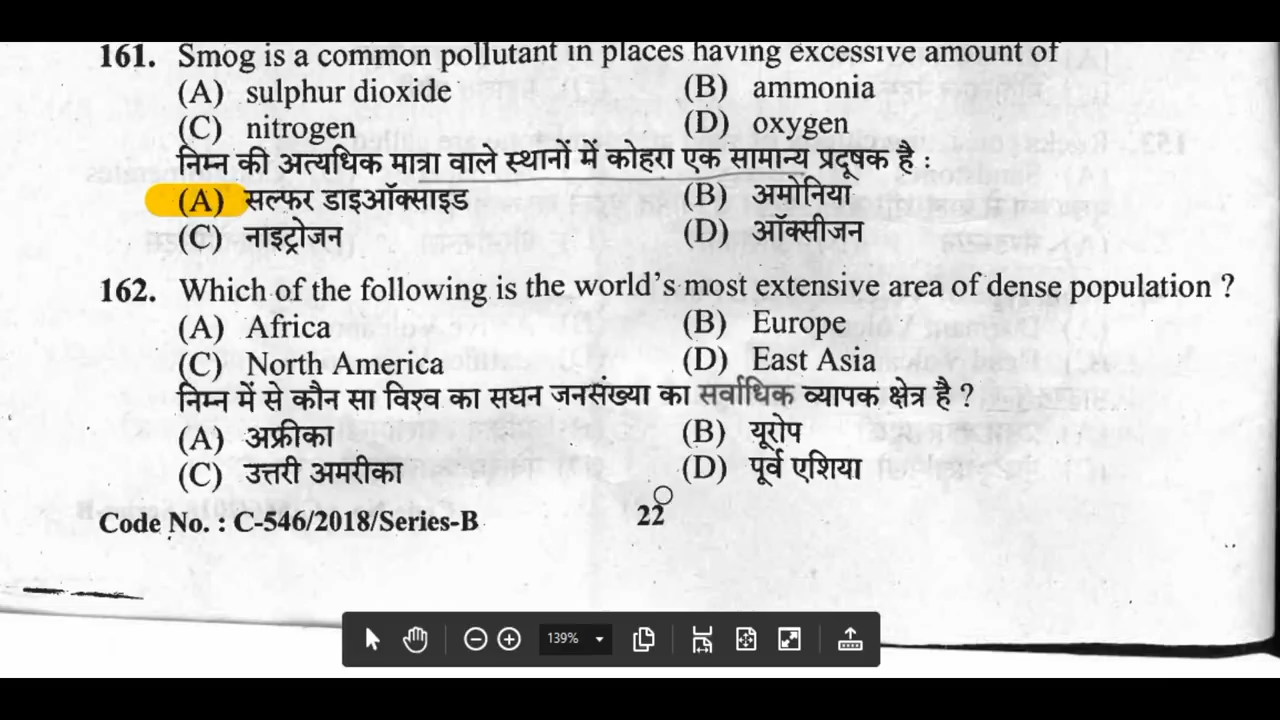 161. Smog is a common pollutant in places having excessive amount of
(A) sulphur dioxide (B) ammonia
(C) nitrogen (D) oxygen
निम्न की अत्यधिक मात्रा वाले स्थानों में कोहरा एक सामान्य प्रदूषक है :
(A) सल्फर डाइऑक्साइड (B) अमोनिया
(C) नाइट्रोजन (D) ऑक्सीजन
162. Which of the following is the world's most extensive area of dense population ?
(A) Africa (B) Europe
(C) North America (D) East Asia
निम्न में से कौन सा विश्व का सघन जनसंख्या का सर्वाधिक व्यापक क्षेत्र है ?
(A) अफ्रीका (B) यूरोप
(C) उत्तरी अमरीका (D) पूर्व एशिया
Code No. : C-546/2018/Series-B 22
139%